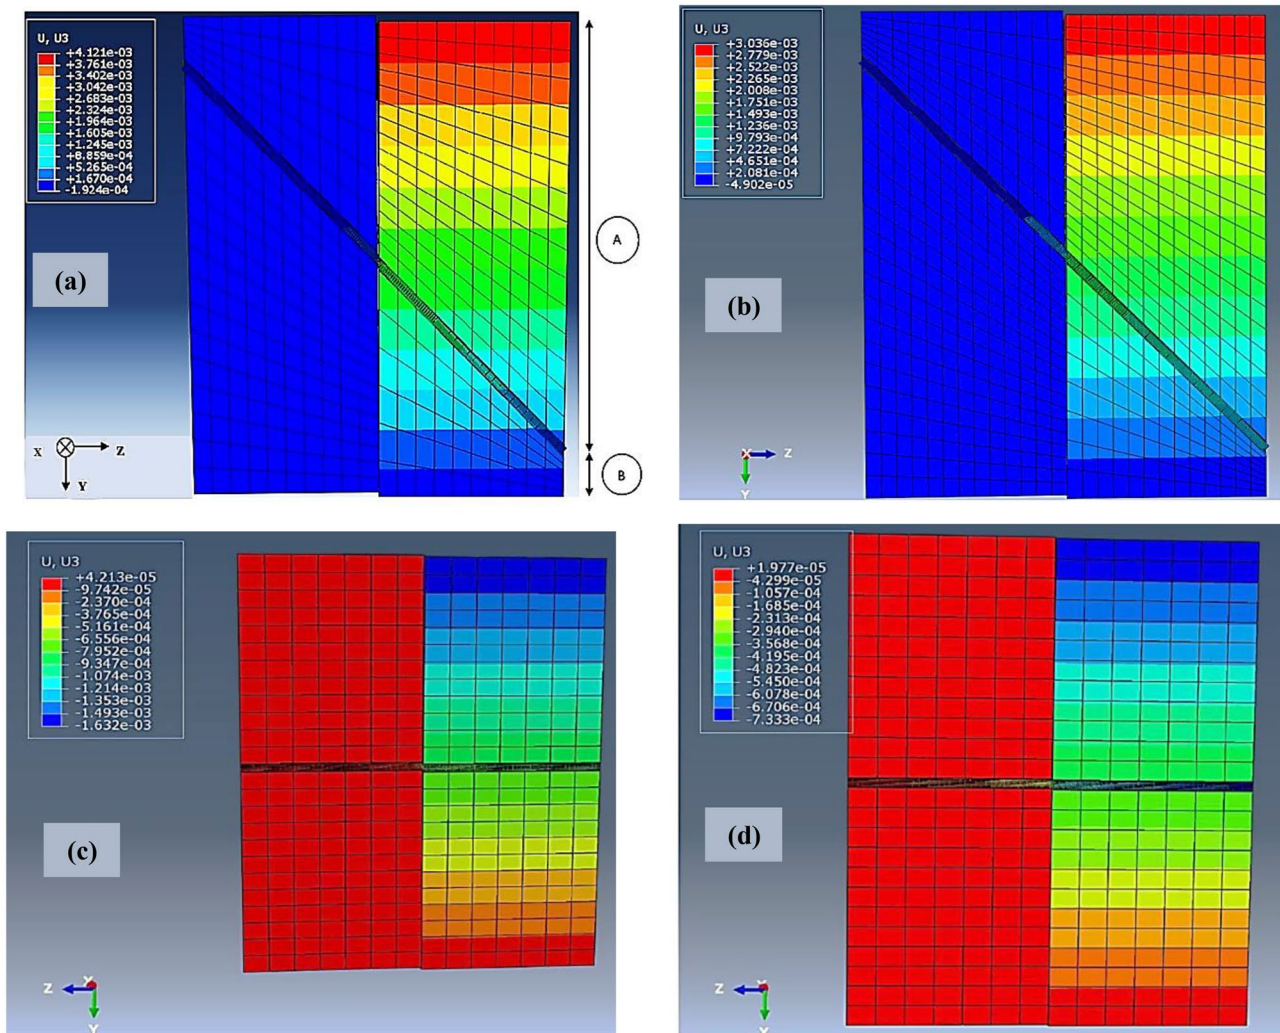 U, U3
+4.121e-03
+3.761e-03
+3.402e-03
+3.042e-03
+2.683e-03
+2.324e-03
+1.964e-03
+1.605e-03
+1.245e-03
+8.859e-04
+5.265e-04
+1.670e-04
-1.924e-04
(a)
A
B
X
Z
Y
U, U3
+3.036e-03
+2.779e-03
+2.522e-03
+2.265e-03
+2.008e-03
+1.751e-03
+1.493e-03
+1.236e-03
+9.793e-04
+7.222e-04
+4.651e-04
+2.081e-04
-4.902e-05
(b)
X
Z
Y
U, U3
+4.213e-05
-9.742e-05
-2.370e-04
-3.765e-04
-5.161e-04
-6.556e-04
-7.952e-04
-9.347e-04
-1.074e-03
-1.214e-03
-1.353e-03
-1.493e-03
-1.632e-03
(c)
Z
Y
U, U3
+1.977e-05
-4.299e-05
-1.057e-04
-1.685e-04
-2.313e-04
-2.940e-04
-3.568e-04
-4.195e-04
-4.823e-04
-5.450e-04
-6.078e-04
-6.706e-04
-7.333e-04
(d)
Z
Y